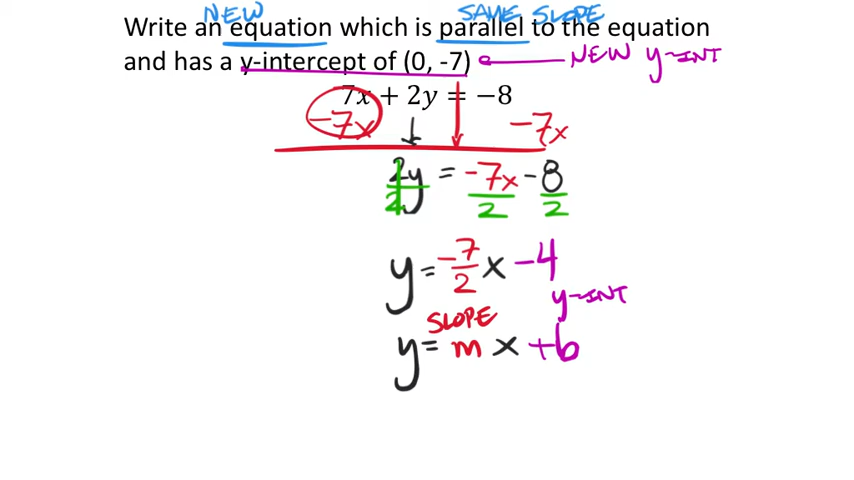 NEW SAME SLOPE
Write an equation which is parallel to the equation
and has a y-intercept of (0, -7) NEW y-INT
7x + 2y = −8
−7x −7x
2y = -7x - 8
2 2 2
y = -7/2 x - 4
y-INT
SLOPE
y = m x + b